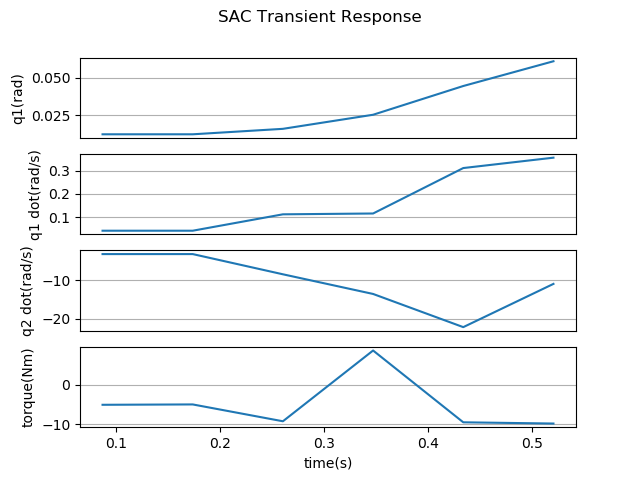 SAC Transient Response
0.050
0.025
q1(rad)
0.3
0.2
0.1
q1 dot(rad/s)
−10
−20
q2 dot(rad/s)
0
−10
torque(Nm)
0.1 0.2 0.3 0.4 0.5
time(s)